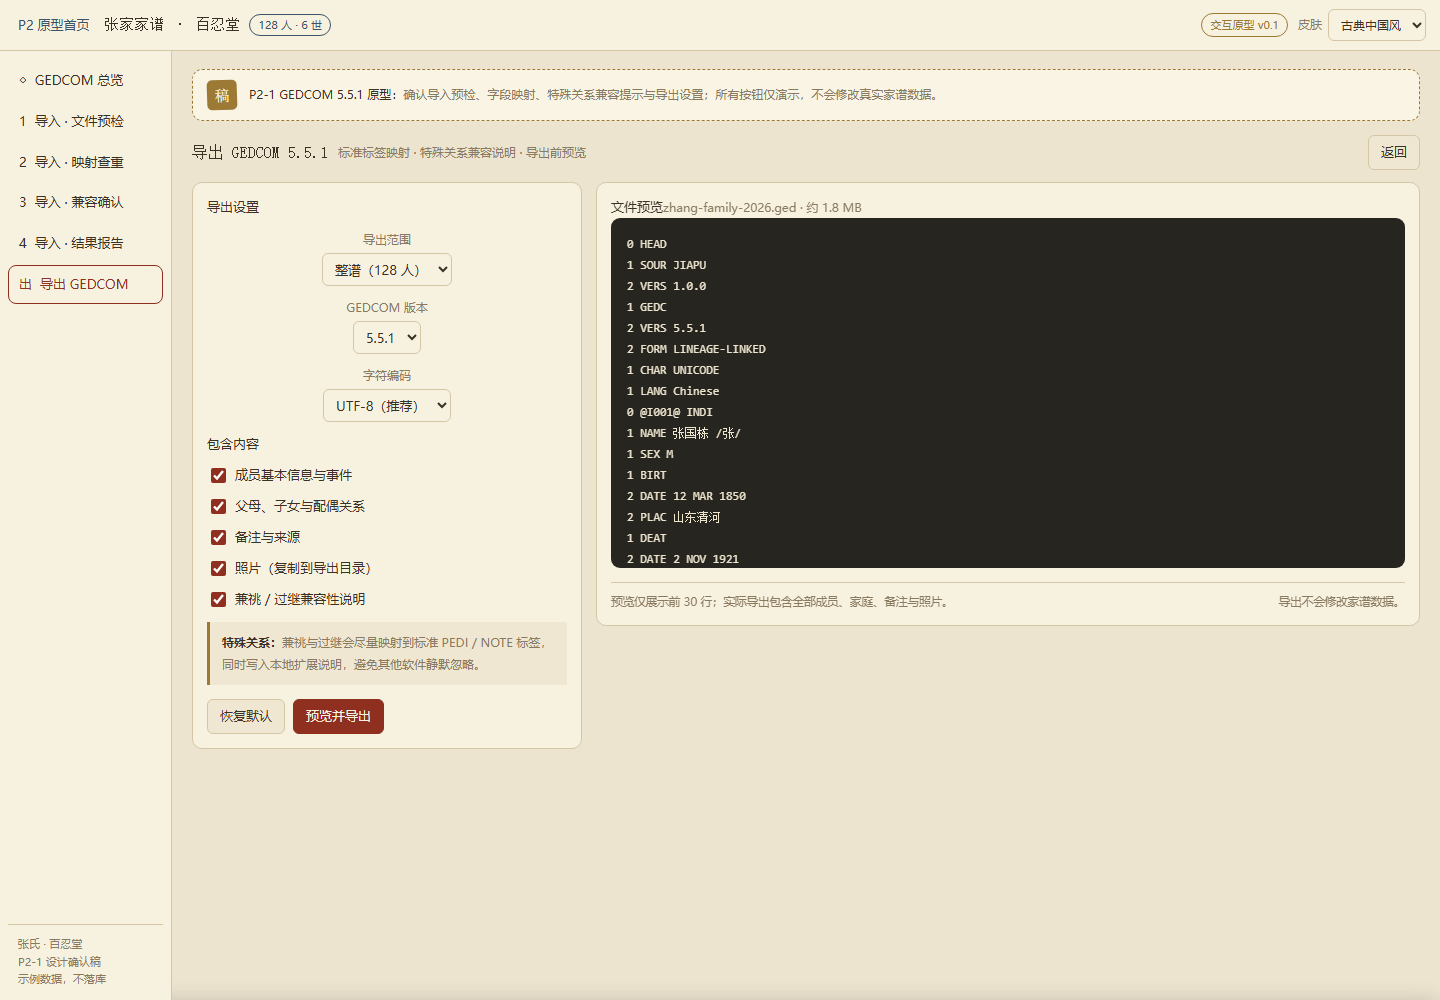 P2 原型首页 张家家谱 · 百忍堂 128 人 · 6 世
交互原型 v0.1 皮肤 古典中国风
◇ GEDCOM 总览
1 导入 · 文件预检
2 导入 · 映射查重
3 导入 · 兼容确认
4 导入 · 结果报告
出 导出 GEDCOM
张氏 · 百忍堂
P2-1 设计确认稿
示例数据，不落库
稿 P2-1 GEDCOM 5.5.1 原型：确认导入预检、字段映射、特殊关系兼容提示与导出设置；所有按钮仅演示，不会修改真实家谱数据。
导出 GEDCOM 5.5.1 标准标签映射 · 特殊关系兼容说明 · 导出前预览
返回
导出设置
导出范围
整谱（128 人）
GEDCOM 版本
5.5.1
字符编码
UTF-8（推荐）
包含内容
成员基本信息与事件
父母、子女与配偶关系
备注与来源
照片（复制到导出目录）
兼祧 / 过继兼容性说明
特殊关系：兼祧与过继会尽量映射到标准 PEDI / NOTE 标签，
同时写入本地扩展说明，避免其他软件静默忽略。
恢复默认 预览并导出
文件预览zhang-family-2026.ged · 约 1.8 MB
0 HEAD
1 SOUR JIAPU
2 VERS 1.0.0
1 GEDC
2 VERS 5.5.1
2 FORM LINEAGE-LINKED
1 CHAR UNICODE
1 LANG Chinese
0 @I001@ INDI
1 NAME 张国栋 /张/
1 SEX M
1 BIRT
2 DATE 12 MAR 1850
2 PLAC 山东清河
1 DEAT
2 DATE 2 NOV 1921
预览仅展示前 30 行；实际导出包含全部成员、家庭、备注与照片。
导出不会修改家谱数据。